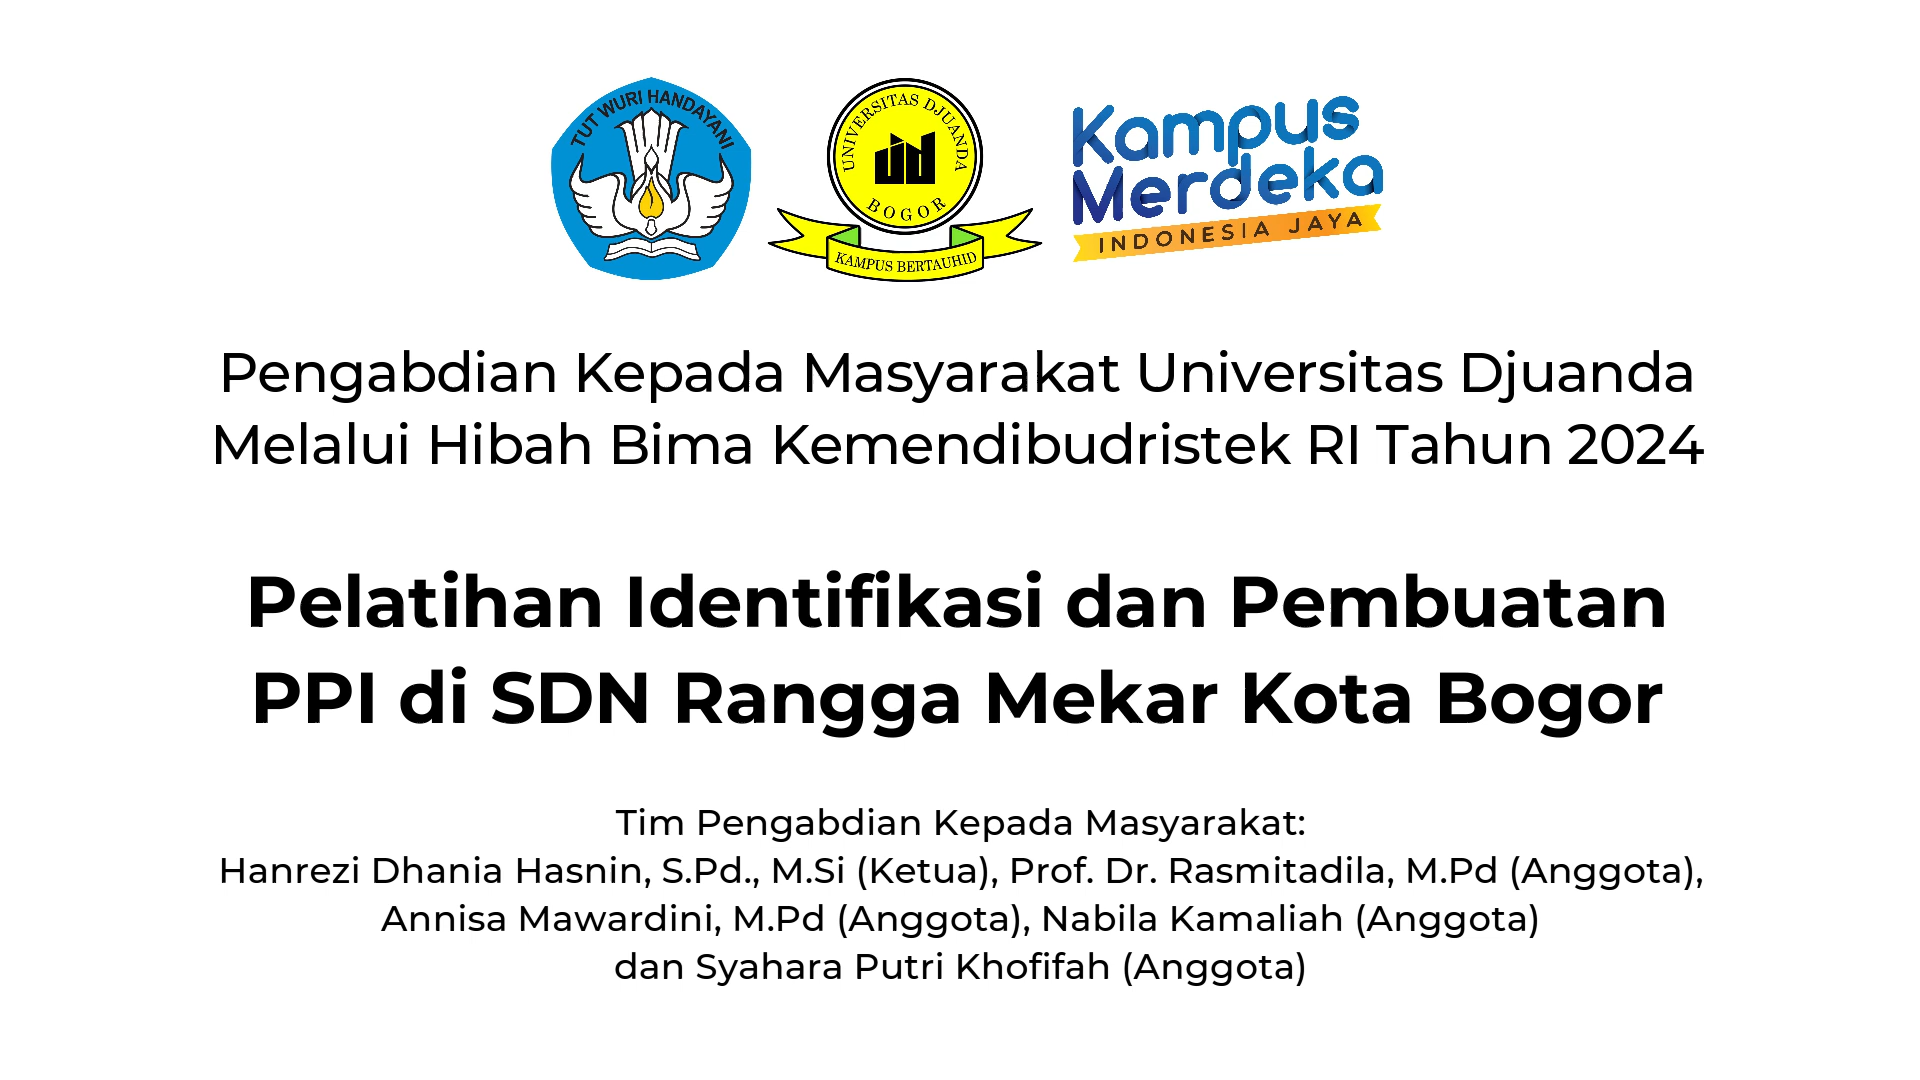 TUT WURI HANDAYANI
UNIVERSITAS DJUANDA
BOGOR
KAMPUS BERTAUHID
Kampus
Merdeka
INDONESIA JAYA
Pengabdian Kepada Masyarakat Universitas Djuanda
Melalui Hibah Bima Kemendibudristek RI Tahun 2024
Pelatihan Identifikasi dan Pembuatan
PPI di SDN Rangga Mekar Kota Bogor
Tim Pengabdian Kepada Masyarakat:
Hanrezi Dhania Hasnin, S.Pd., M.Si (Ketua), Prof. Dr. Rasmitadila, M.Pd (Anggota),
Annisa Mawardini, M.Pd (Anggota), Nabila Kamaliah (Anggota)
dan Syahara Putri Khofifah (Anggota)